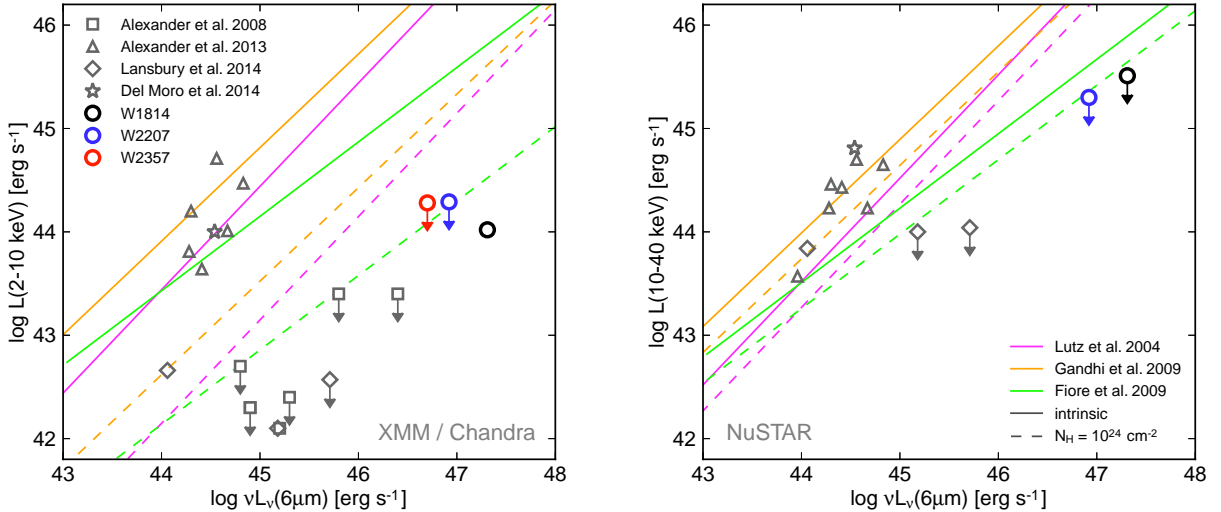 46
45
44
43
42
43
44
45
46
47
48
log L(2-10 keV) [erg s⁻¹]
log νLν(6μm) [erg s⁻¹]
Alexander et al. 2008
Alexander et al. 2013
Lansbury et al. 2014
Del Moro et al. 2014
W1814
W2207
W2357
XMM / Chandra
46
45
44
43
42
43
44
45
46
47
48
log L(10-40 keV) [erg s⁻¹]
log νLν(6μm) [erg s⁻¹]
Lutz et al. 2004
Gandhi et al. 2009
Fiore et al. 2009
intrinsic
N_H = 10²⁴ cm⁻²
NuSTAR